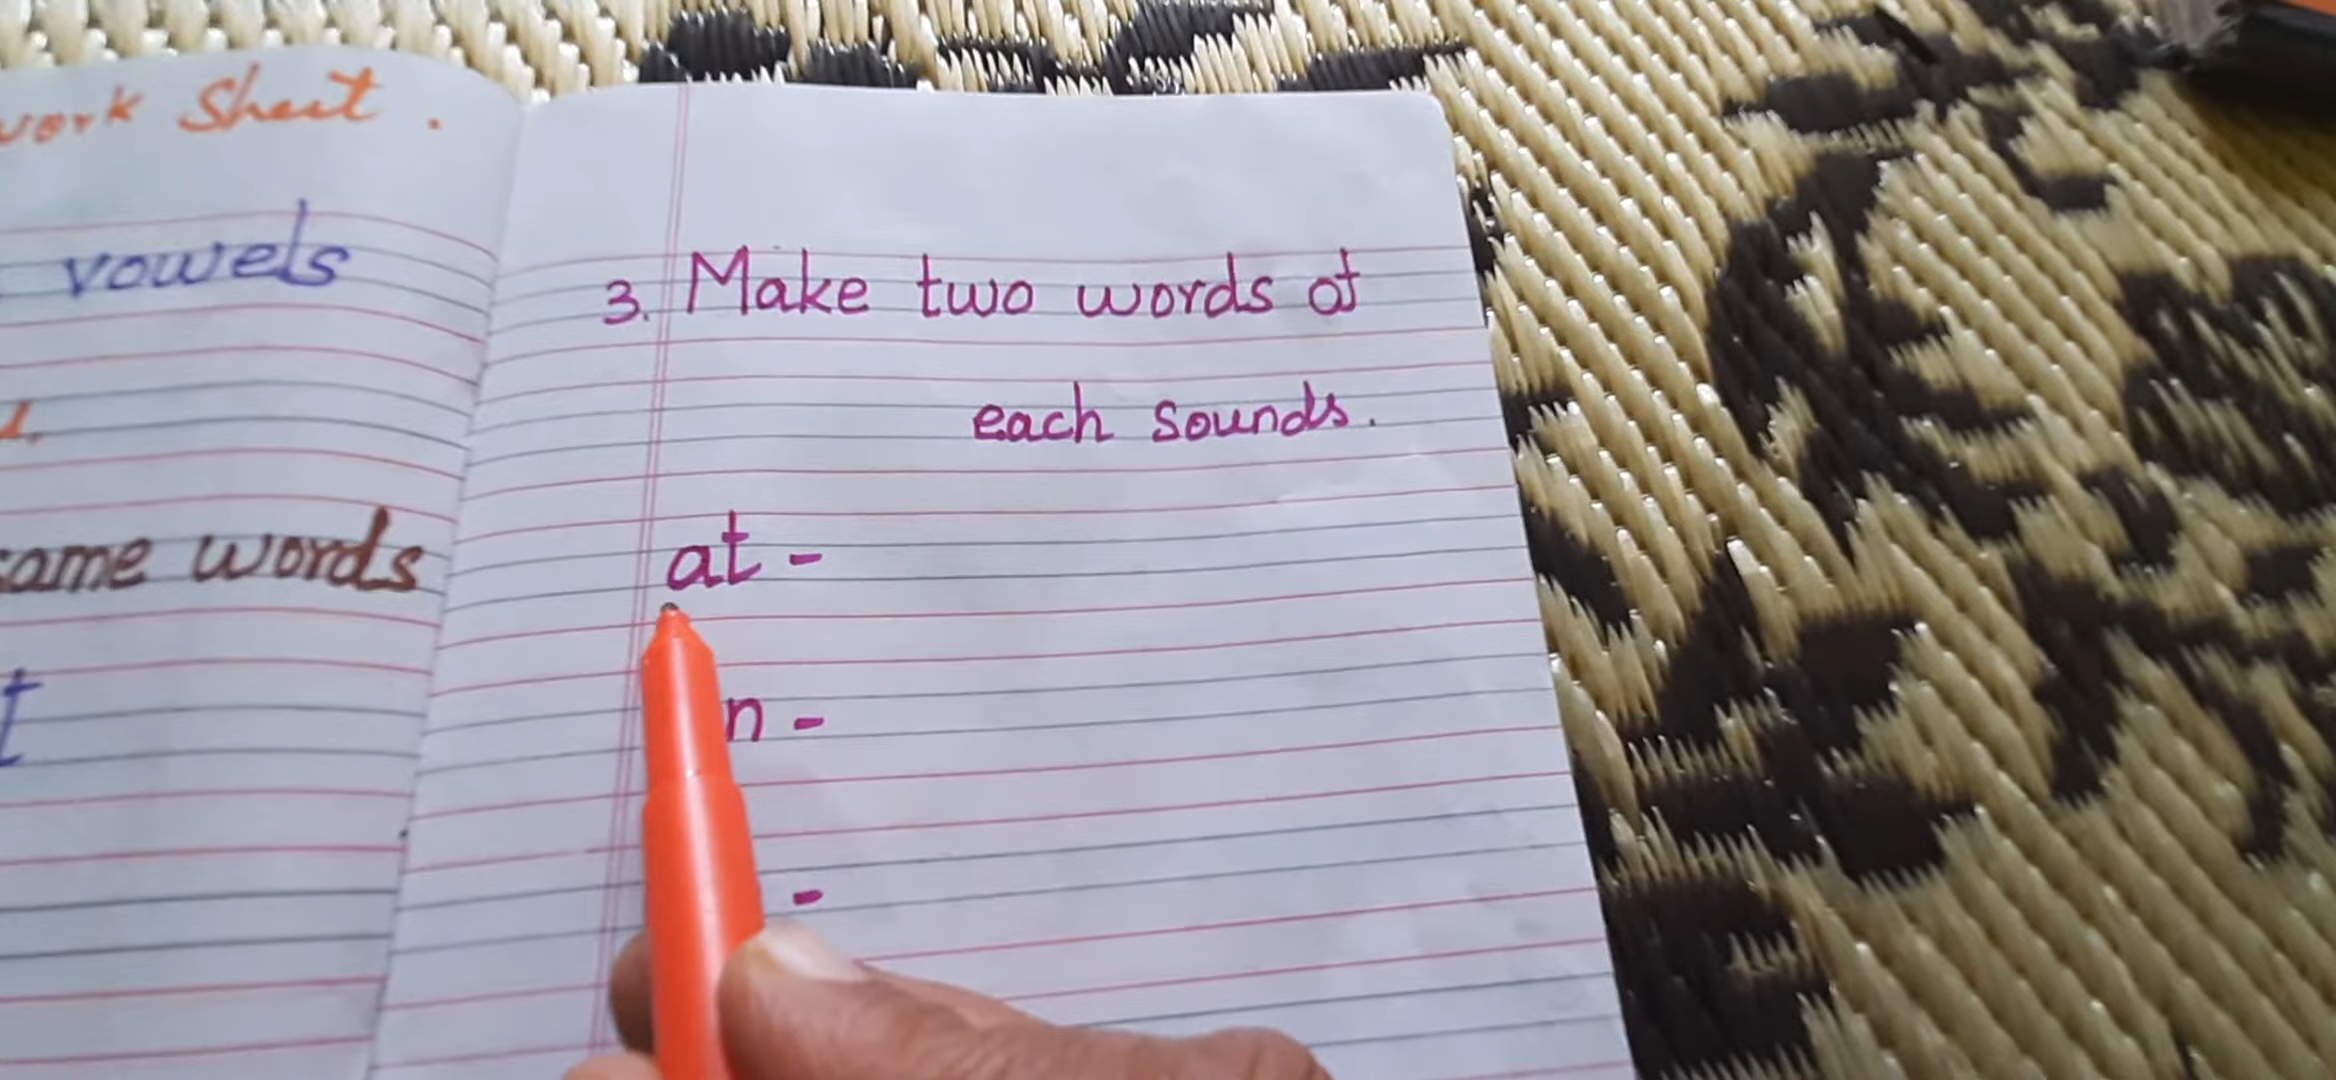 work Sheet.
vowels
same words
3. Make two words of
each sounds.
at -
n -
-